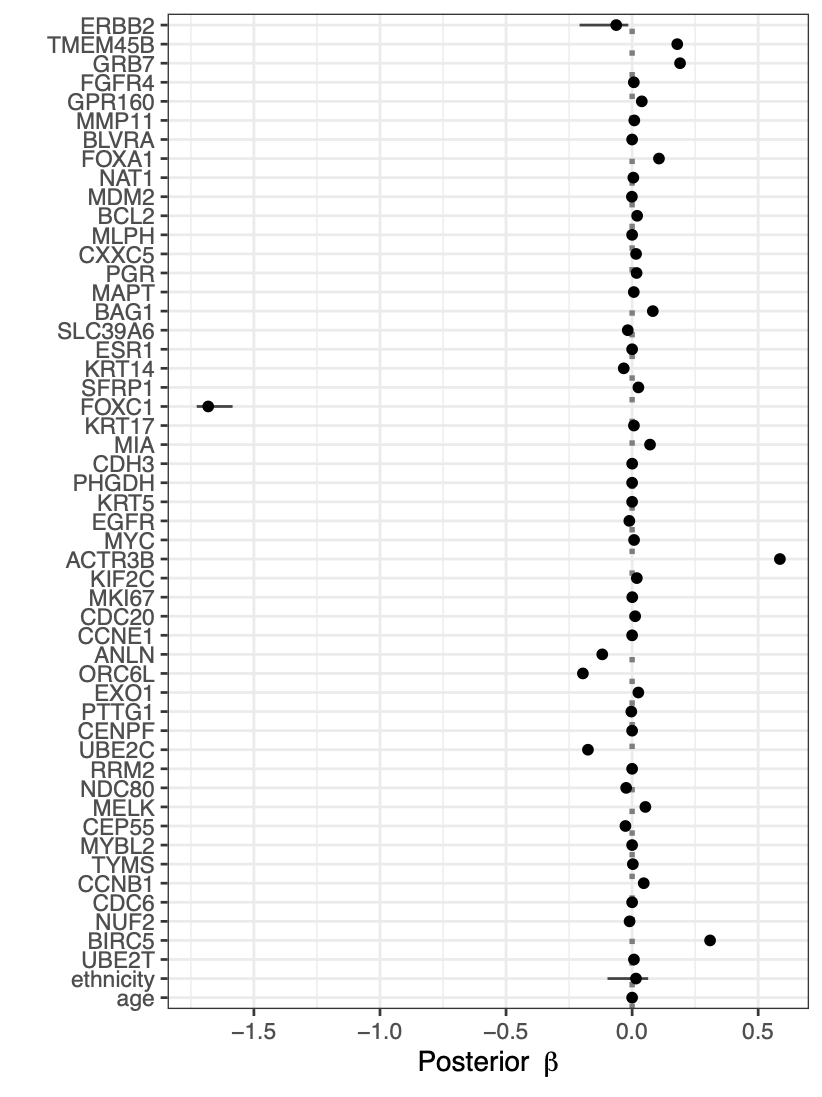 ERBB2
TMEM45B
GRB7
FGFR4
GPR160
MMP11
BLVRA
FOXA1
NAT1
MDM2
BCL2
MLPH
CXXC5
PGR
MAPT
BAG1
SLC39A6
ESR1
KRT14
SFRP1
FOXC1
KRT17
MIA
CDH3
PHGDH
KRT5
EGFR
MYC
ACTR3B
KIF2C
MKI67
CDC20
CCNE1
ANLN
ORC6L
EXO1
PTTG1
CENPF
UBE2C
RRM2
NDC80
MELK
CEP55
MYBL2
TYMS
CCNB1
CDC6
NUF2
BIRC5
UBE2T
ethnicity
age
−1.5 −1.0 −0.5 0.0 0.5
Posterior β